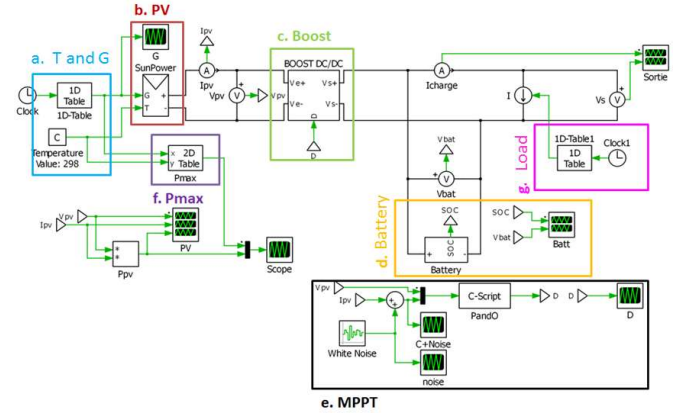 b. PV
Ipv
c. Boost
a. T and G
G
SunPower
BOOST DC/DC
A
Ipv
A
Icharge
Sortie
Clock
1D
Table
1D-Table
G +
T -
Vpv
V
Vpv
Ve+ Vs+
Ve- Vs-
D
D
I
Vs
V
C
Temperature
Value: 298
x
y
2D
Table
Pmax
f. Pmax
Vbat
V
Vbat
1D-Table1
1D
Table
Clock1
g. Load
Vpv
Ipv
PV
Ppv
Scope
d. Battery
SOC
+ SOC -
Battery
SOC
Vbat
Batt
Vpv
Ipv
C-Script
PandO
D
D
D
White Noise
C+Noise
noise
e. MPPT